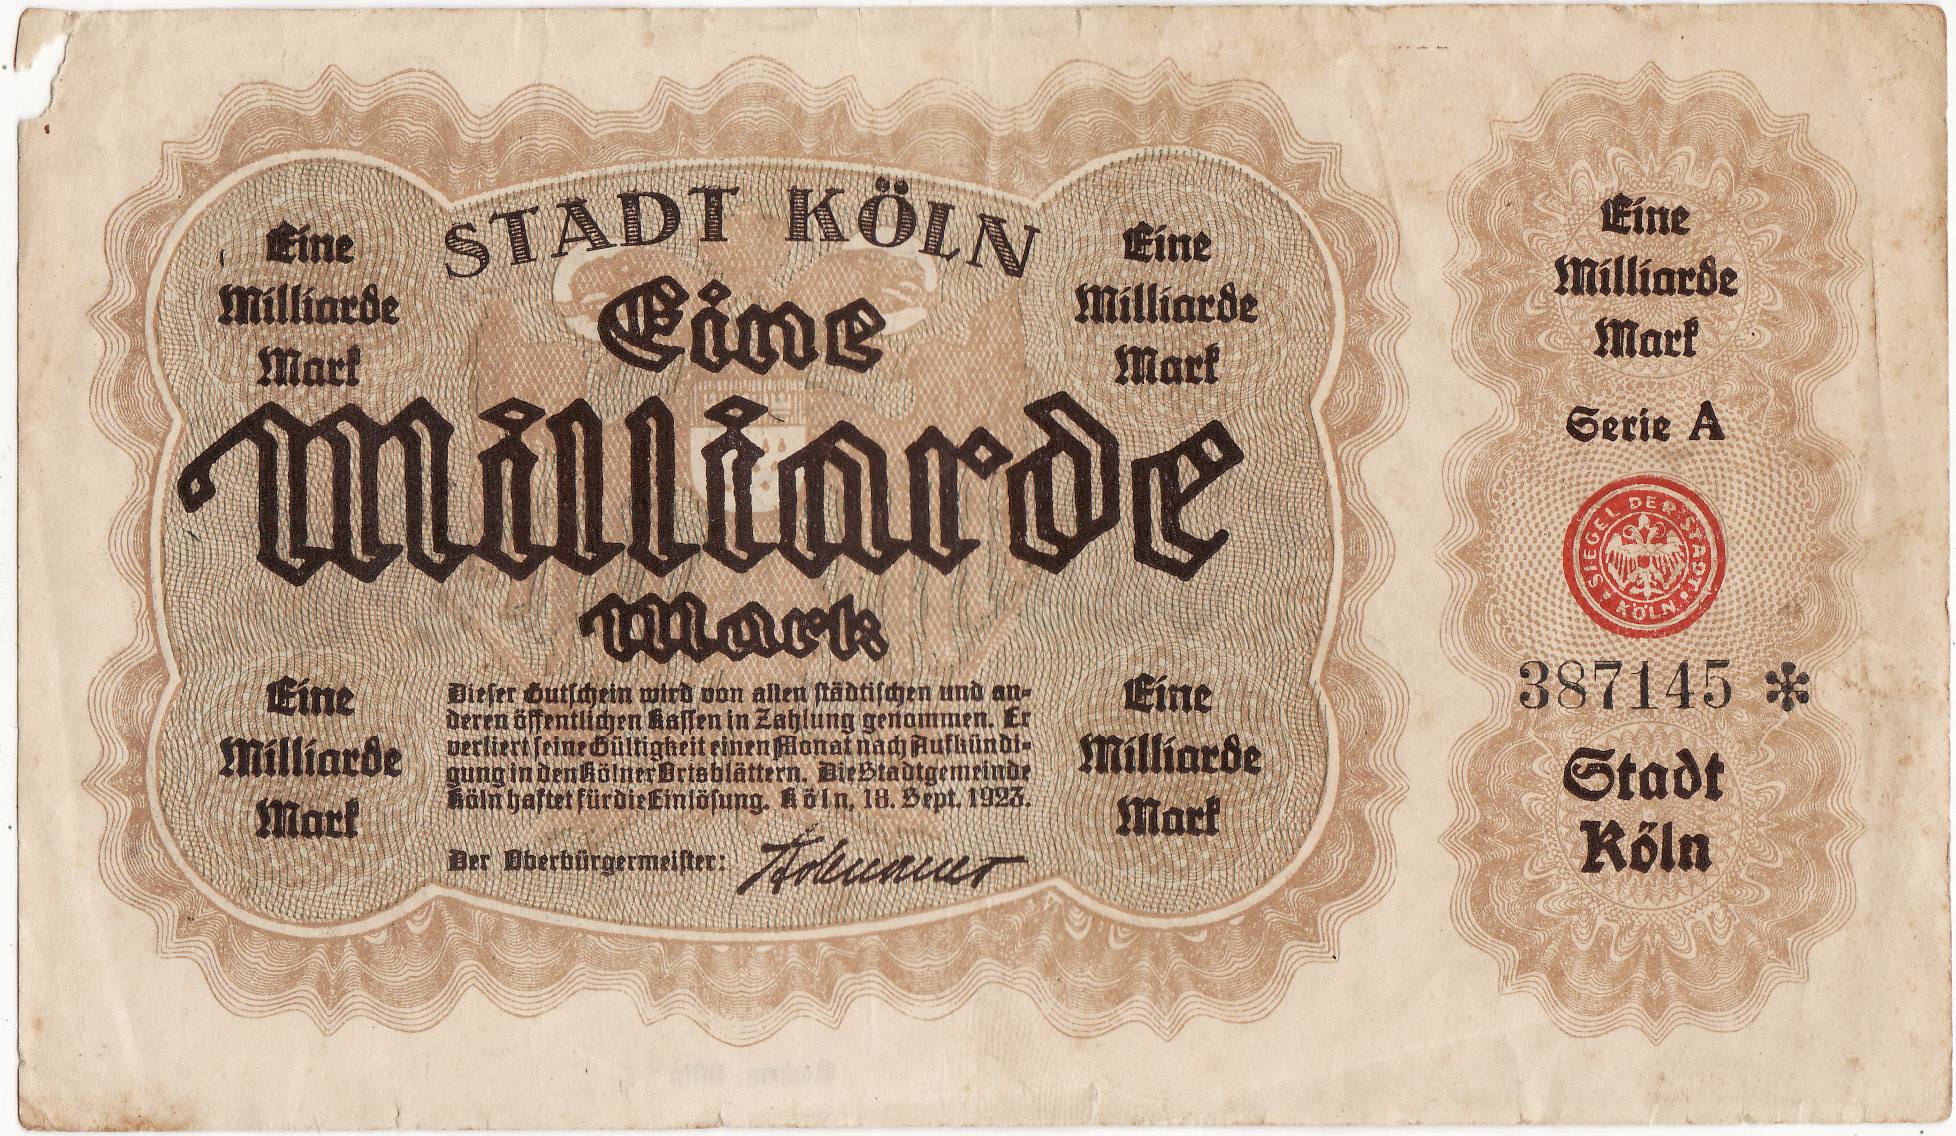 STADT KÖLN
Eine
Milliarde
Mark
Eine
Milliarde
Mark
Eine
Milliarde
Mark
Eine
Milliarde
Mark
Dieser Gutschein wird von allen städtischen und an-
deren öffentlichen Kassen in Zahlung genommen. Er
verliert seine Gültigkeit einen Monat nach Aufkündi-
gung in den Kölner Ortsblättern. Die Stadtgemeinde
Köln haftet für die Einlösung. Köln, 18. Sept. 1923.
Der Oberbürgermeister:
Eine
Milliarde
Mark
Eine
Milliarde
Mark
Serie A
SIEGEL DER STADT
KÖLN
387145 *
Stadt
Köln